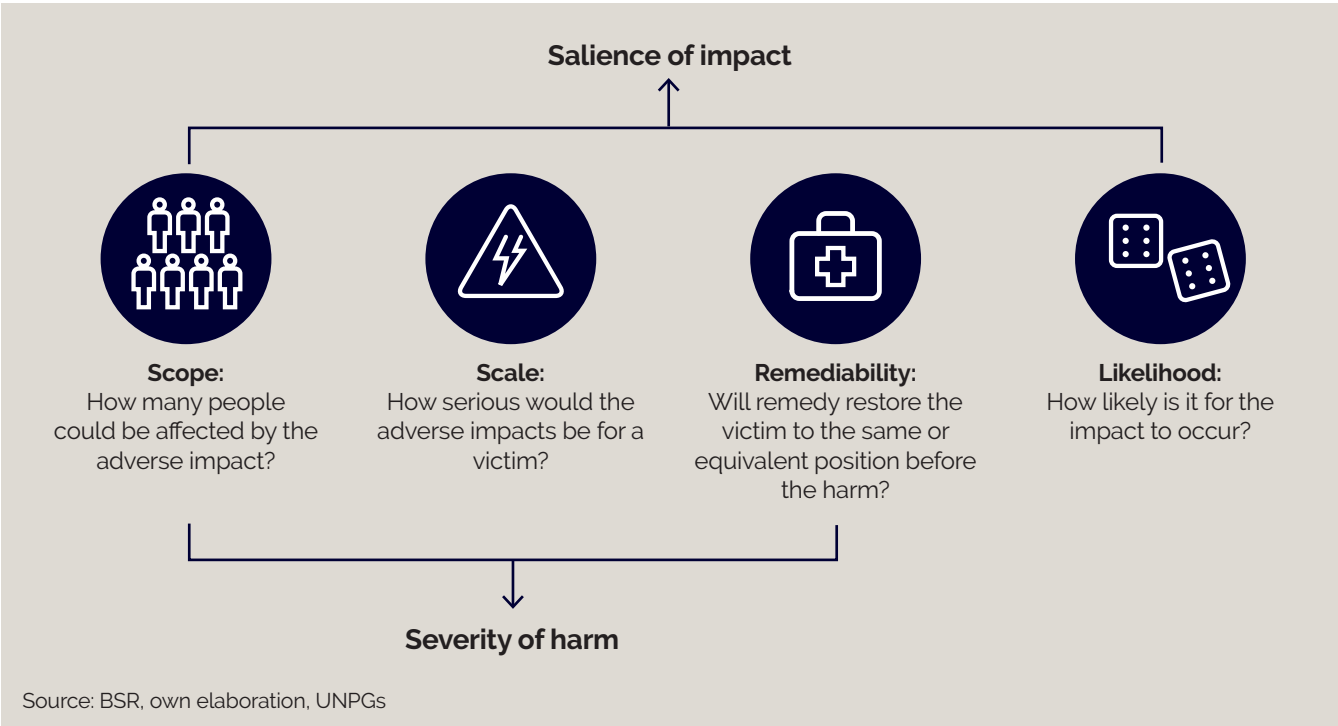 Salience of impact
Scope:
How many people
could be affected by the
adverse impact?
Scale:
How serious would the
adverse impacts be for a
victim?
Remediability:
Will remedy restore the
victim to the same or
equivalent position before
the harm?
Likelihood:
How likely is it for the
impact to occur?
Severity of harm
Source: BSR, own elaboration, UNPGs